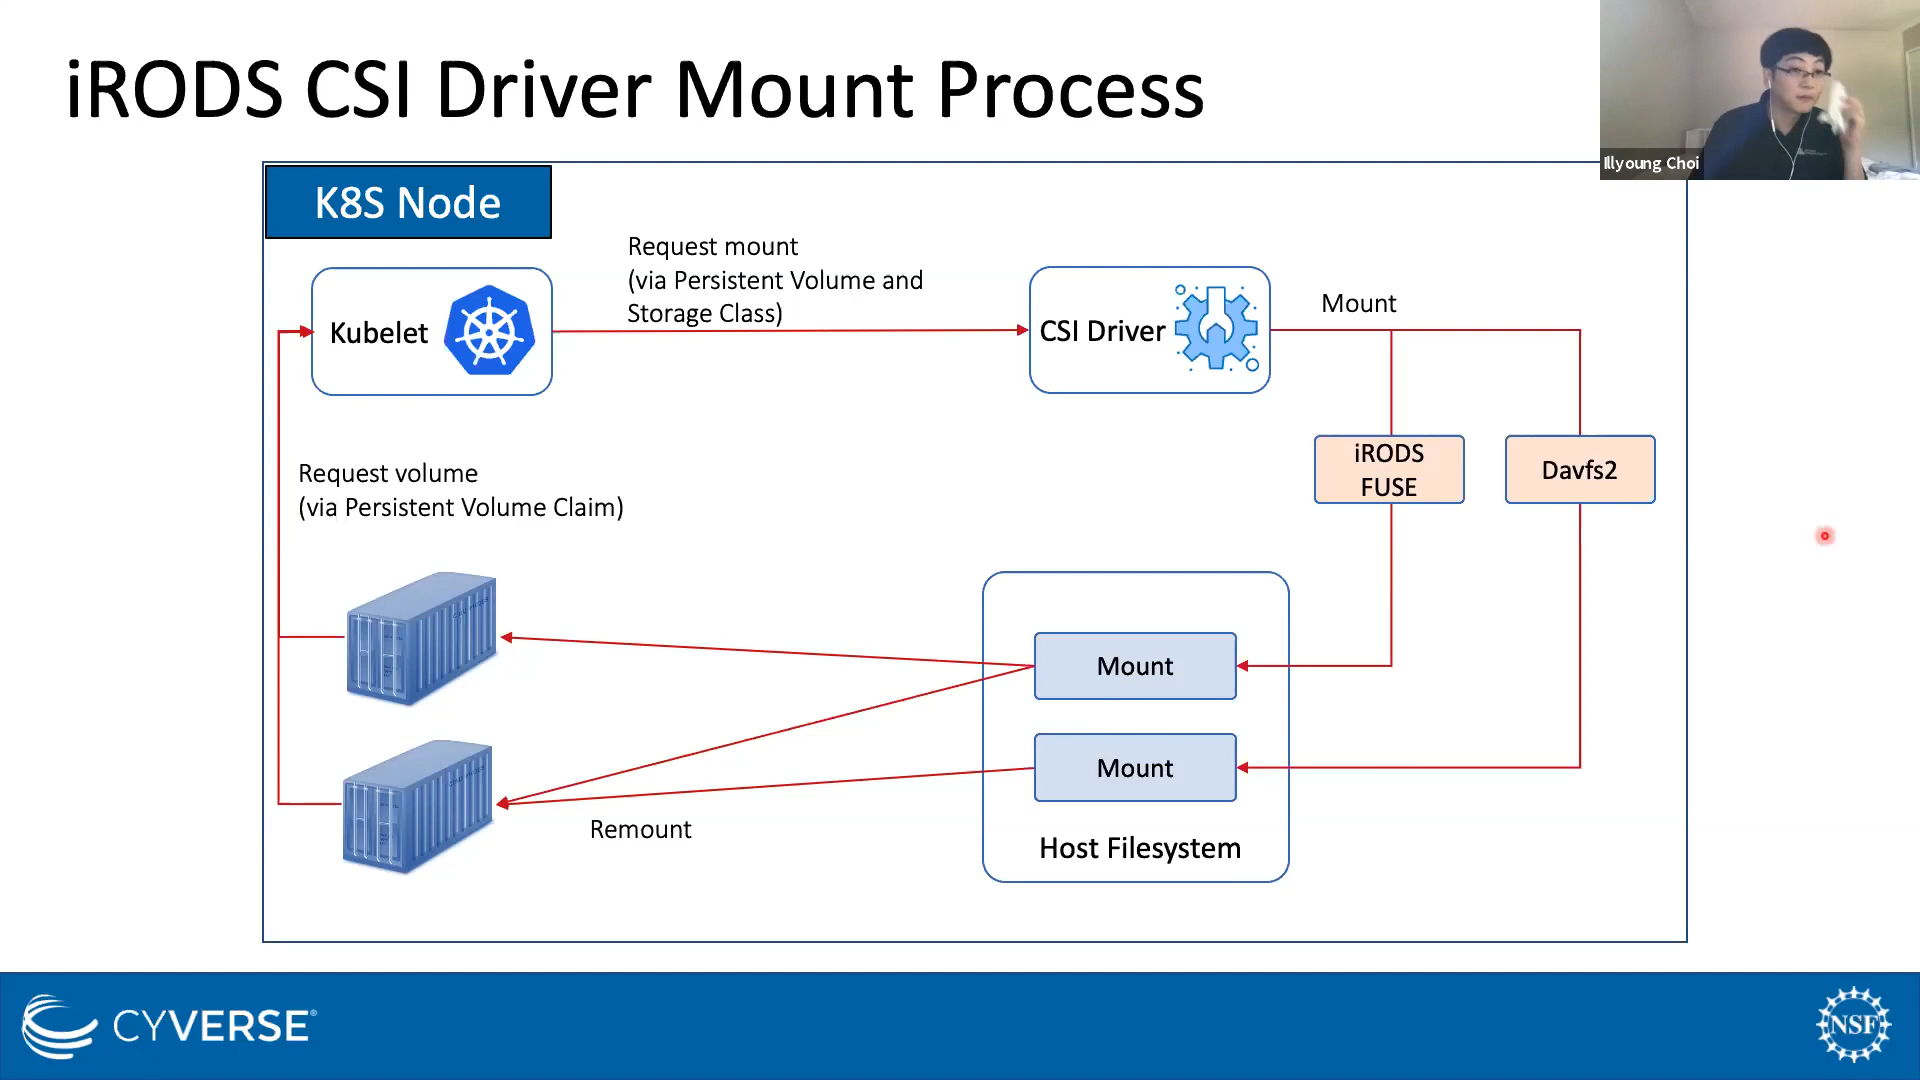 iRODS CSI Driver Mount Process
Illyoung Choi
K8S Node
Request mount
(via Persistent Volume and
Storage Class)
Kubelet
CSI Driver
Mount
iRODS
FUSE
Davfs2
Request volume
(via Persistent Volume Claim)
Mount
Mount
Remount
Host Filesystem
CYVERSE®
NSF